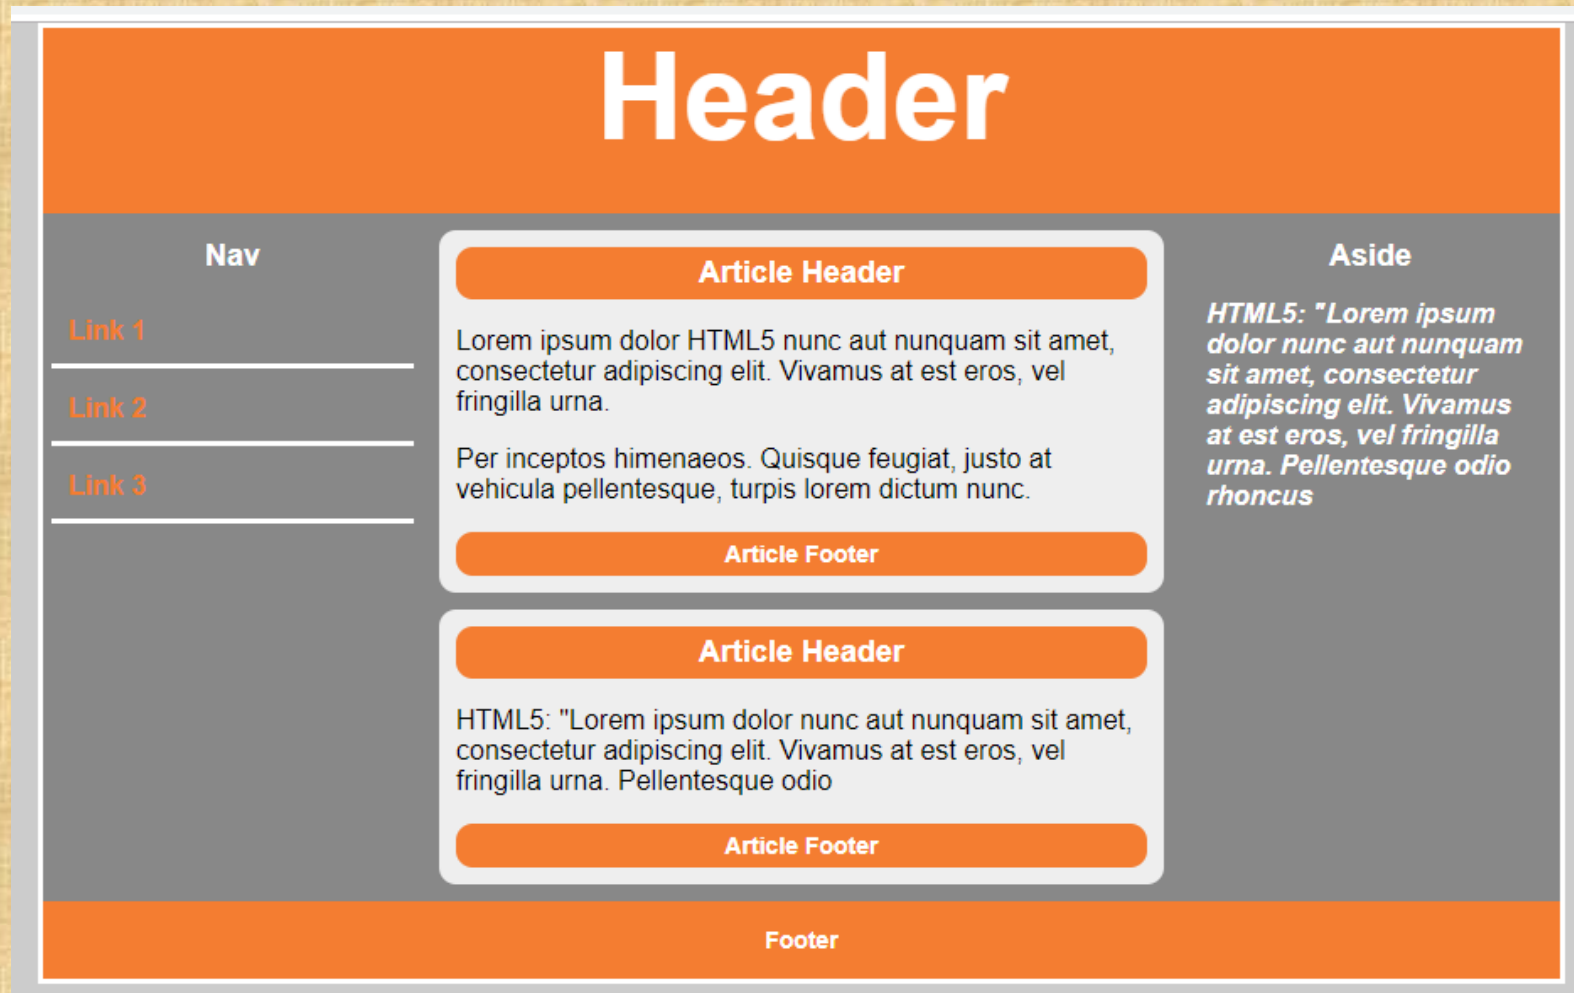 Header
Nav
Link 1
Link 2
Link 3
Article Header
Lorem ipsum dolor HTML5 nunc aut nunquam sit amet,
consectetur adipiscing elit. Vivamus at est eros, vel
fringilla urna.
Per inceptos himenaeos. Quisque feugiat, justo at
vehicula pellentesque, turpis lorem dictum nunc.
Article Footer
Article Header
HTML5: "Lorem ipsum dolor nunc aut nunquam sit amet,
consectetur adipiscing elit. Vivamus at est eros, vel
fringilla urna. Pellentesque odio
Article Footer
Aside
HTML5: "Lorem ipsum
dolor nunc aut nunquam
sit amet, consectetur
adipiscing elit. Vivamus
at est eros, vel fringilla
urna. Pellentesque odio
rhoncus
Footer